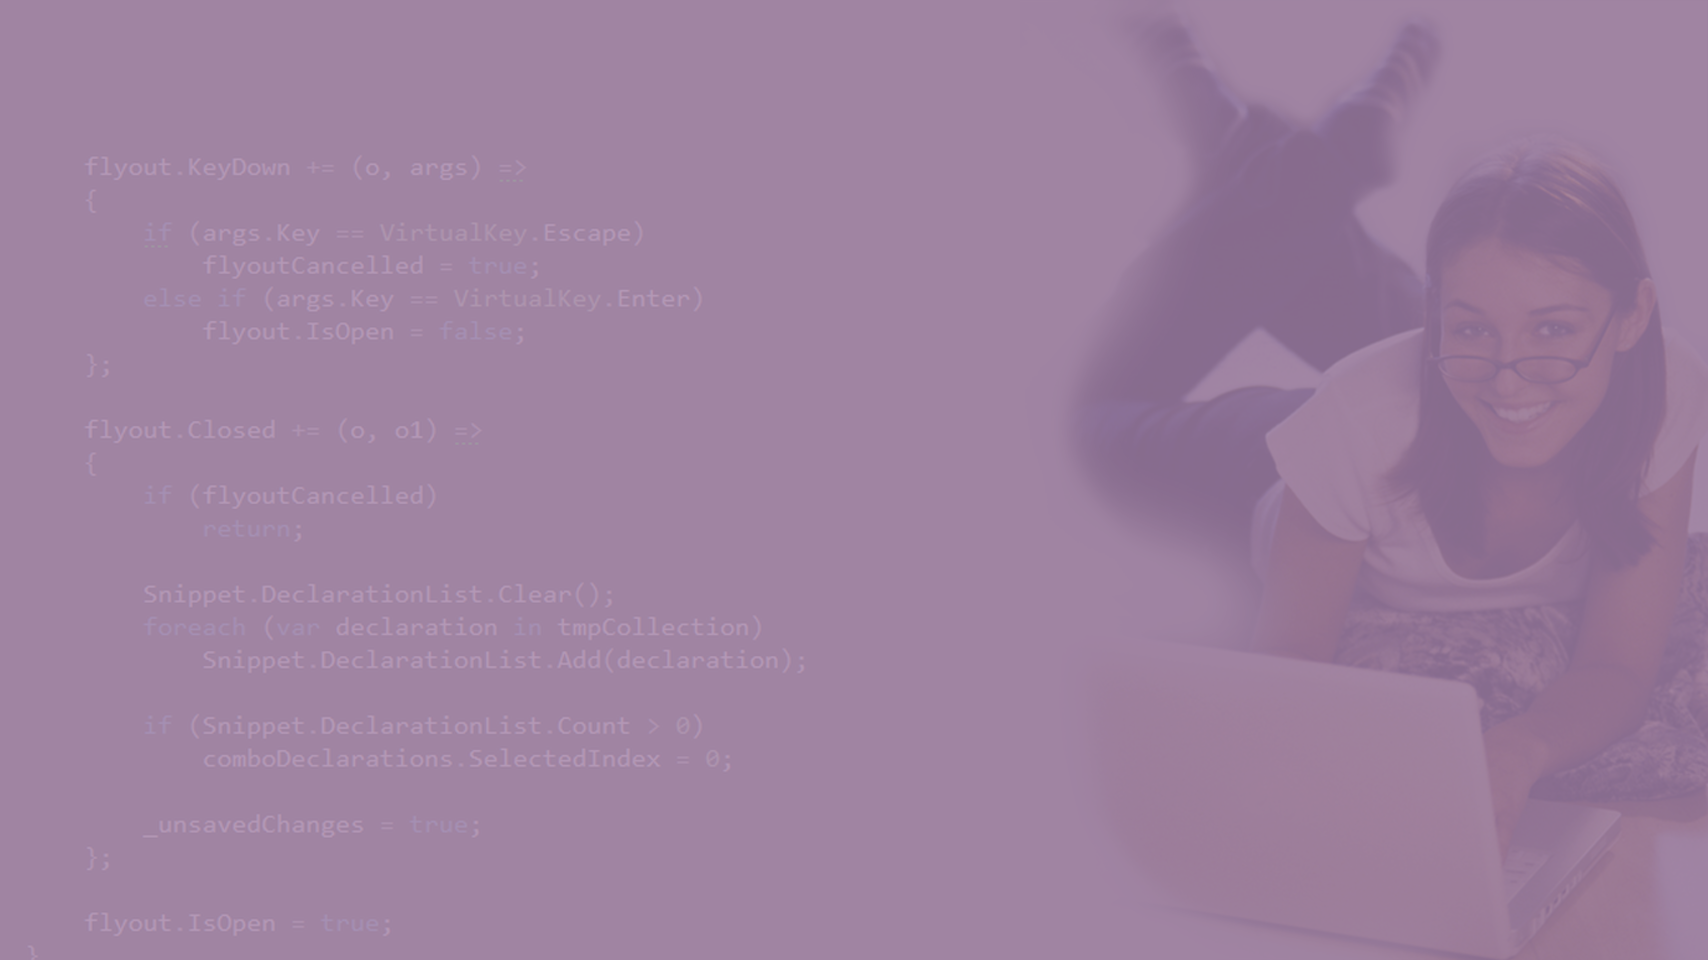 flyout.KeyDown += (o, args) =>
{
    if (args.Key == VirtualKey.Escape)
        flyoutCancelled = true;
    else if (args.Key == VirtualKey.Enter)
        flyout.IsOpen = false;
};
flyout.Closed += (o, o1) =>
{
    if (flyoutCancelled)
        return;
    Snippet.DeclarationList.Clear();
    foreach (var declaration in tmpCollection)
        Snippet.DeclarationList.Add(declaration);
    if (Snippet.DeclarationList.Count > 0)
        comboDeclarations.SelectedIndex = 0;
    _unsavedChanges = true;
};
flyout.IsOpen = true;
}